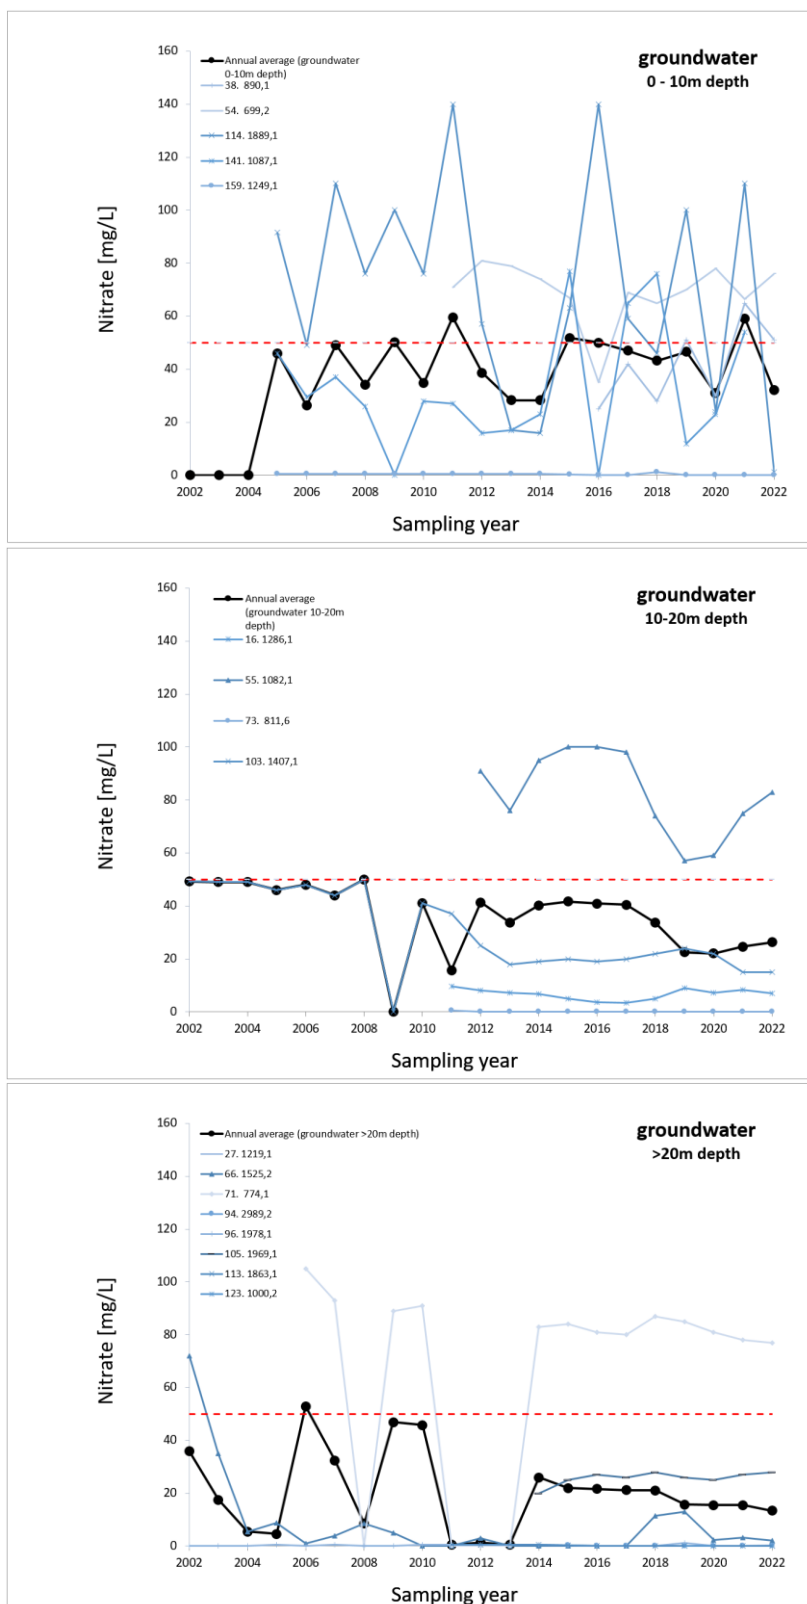 groundwater
0 - 10m depth
Annual average (groundwater
0-10m depth)
38. 890,1
54. 699,2
114. 1889,1
141. 1087,1
159. 1249,1
Nitrate [mg/L]
160
140
120
100
80
60
40
20
0
2002 2004 2006 2008 2010 2012 2014 2016 2018 2020 2022
Sampling year
groundwater
10-20m depth
Annual average
(groundwater 10-20m
depth)
16. 1286,1
55. 1082,1
73. 811,6
103. 1407,1
Nitrate [mg/L]
160
140
120
100
80
60
40
20
0
2002 2004 2006 2008 2010 2012 2014 2016 2018 2020 2022
Sampling year
groundwater
>20m depth
Annual average (groundwater >20m depth)
27. 1219,1
66. 1525,2
71. 774,1
94. 2989,2
96. 1978,1
105. 1969,1
113. 1863,1
123. 1000,2
Nitrate [mg/L]
160
140
120
100
80
60
40
20
0
2002 2004 2006 2008 2010 2012 2014 2016 2018 2020 2022
Sampling year